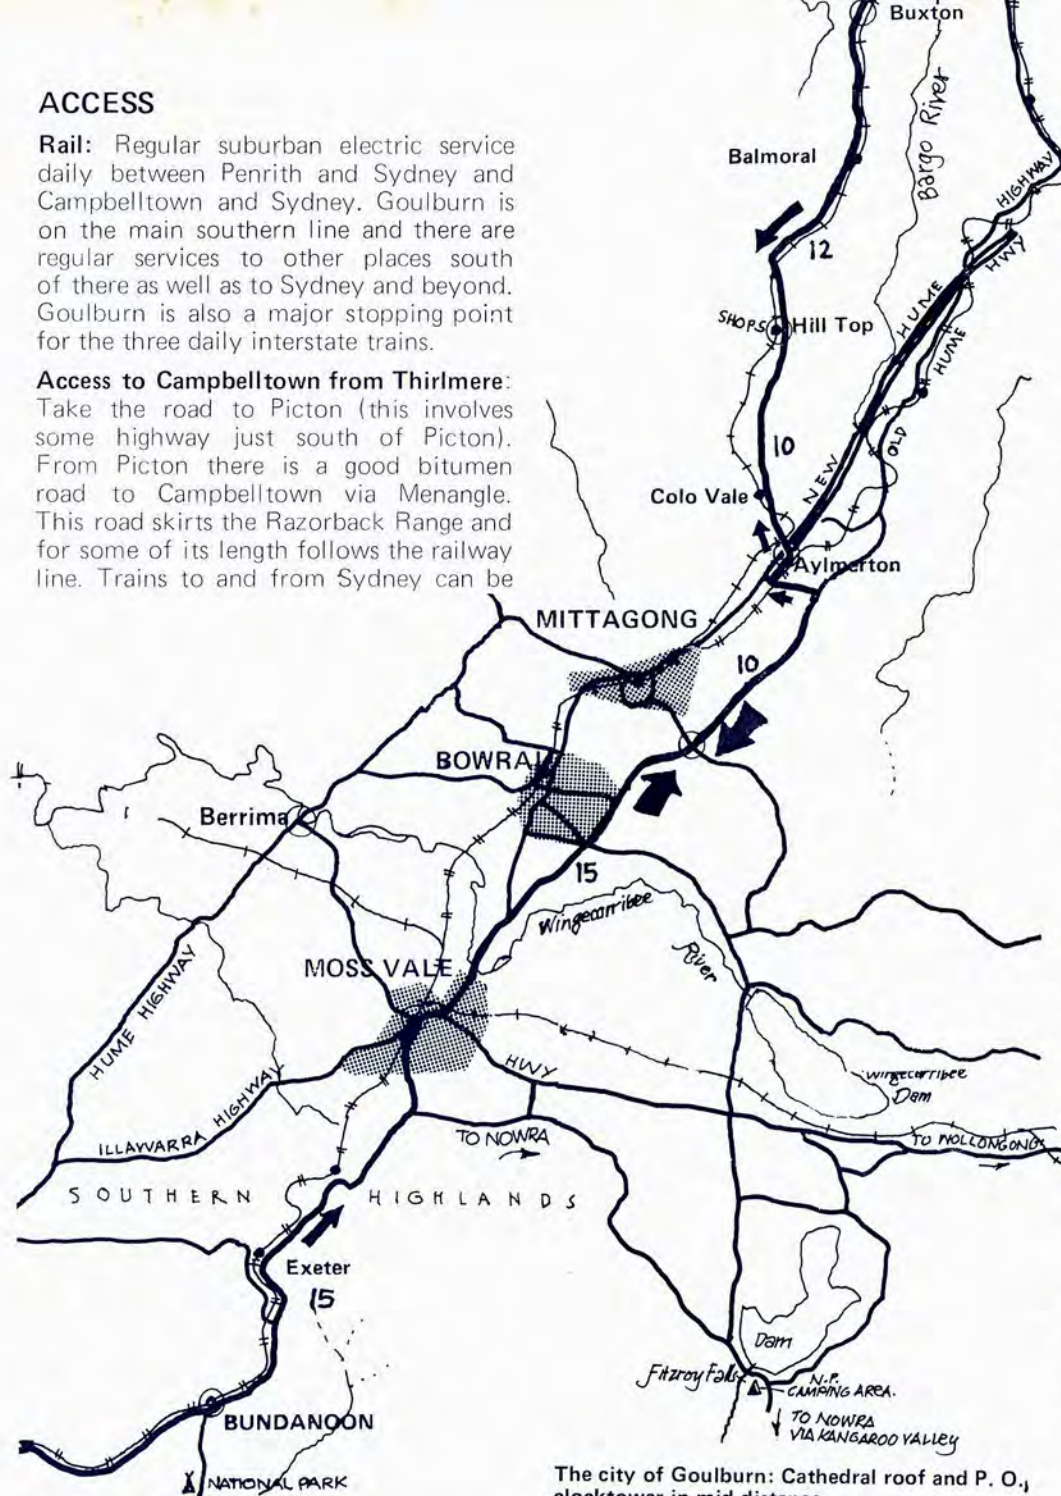 Buxton
ACCESS
Rail: Regular suburban electric service
daily between Penrith and Sydney and
Campbelltown and Sydney. Goulburn is
on the main southern line and there are
regular services to other places south
of there as well as to Sydney and beyond.
Goulburn is also a major stopping point
for the three daily interstate trains.
Access to Campbelltown from Thirlmere:
Take the road to Picton (this involves
some highway just south of Picton).
From Picton there is a good bitumen
road to Campbelltown via Menangle.
This road skirts the Razorback Range and
for some of its length follows the railway
line. Trains to and from Sydney can be
Bargo River
Balmoral
HIGHWAY
12
HWY
SHOPS
Hill Top
HUME
HUME
OLD
10
NEW
Colo Vale
Aylmerton
MITTAGONG
10
BOWRAL
Berrima
15
Wingecarribee
River
MOSS VALE
HUME HIGHWAY
HWY
Wingecarribee
Dam
ILLAWARRA HIGHWAY
TO NOWRA
TO WOLLONGONG
SOUTHERN HIGHLANDS
Exeter
15
Dam
Fitzroy Falls
N.P.
CAMPING AREA.
TO NOWRA
VIA KANGAROO VALLEY
BUNDANOON
NATIONAL PARK
The city of Goulburn: Cathedral roof and P. O.,
clocktower in mid distance